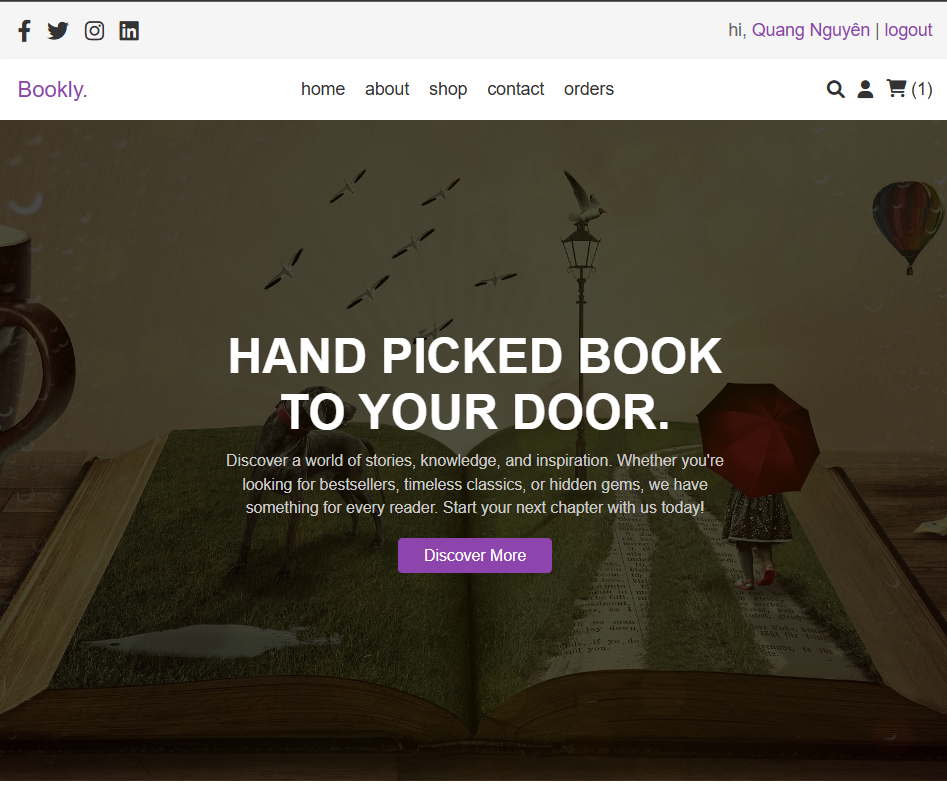 hi, Quang Nguyên | logout
Bookly.
home about shop contact orders
(1)
HAND PICKED BOOK
TO YOUR DOOR.
Discover a world of stories, knowledge, and inspiration. Whether you're
looking for bestsellers, timeless classics, or hidden gems, we have
something for every reader. Start your next chapter with us today!
Discover More